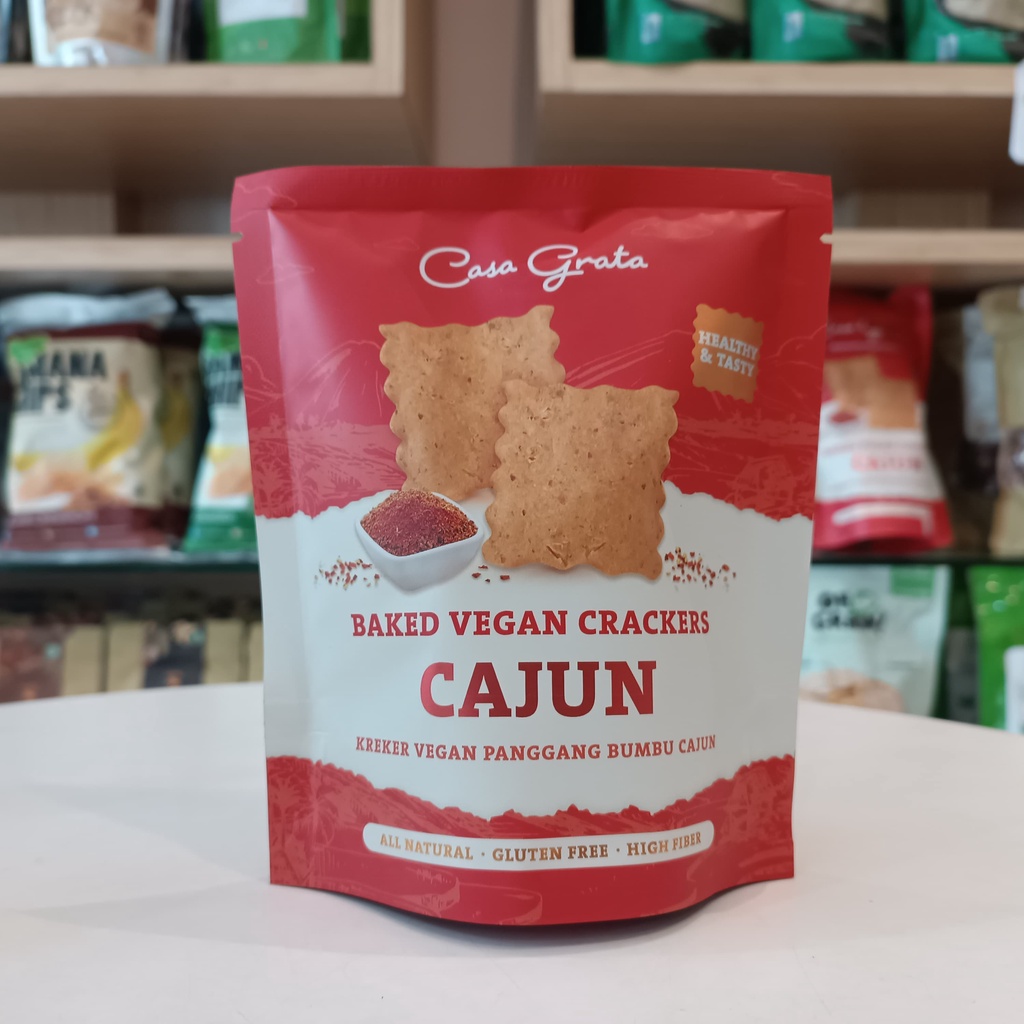 Casa Grata
HEALTHY
& TASTY
BAKED VEGAN CRACKERS
CAJUN
KREKER VEGAN PANGGANG BUMBU CAJUN
ALL NATURAL · GLUTEN FREE · HIGH FIBER
CAJUN